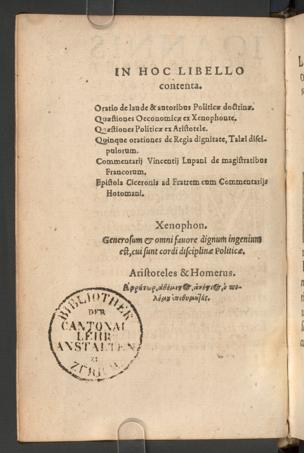 IN HOC LIBELLO
contenta.
Oratio de laude & autoribus Politicæ doctrinæ.
Quæstiones Oeconomicæ ex Xenophonte.
Quæstiones Politicæ ex Aristotele.
Quinque orationes de Regia dignitate, Talæi disci-
pulorum.
Commentarij Vincentij Lupani de magistratibus
Francorum.
Epistola Ciceronis ad Fratrem cum Commentarijs
Hotomani.
Xenophon.
Generosum & omni fauore dignum ingenium
est, cui sunt cordi disciplinæ Politicæ.
Aristoteles & Homerus.
BIBLIOTHEK
DER
CANTONAL
LEHR
ANSTALTEN
ZÜRICH